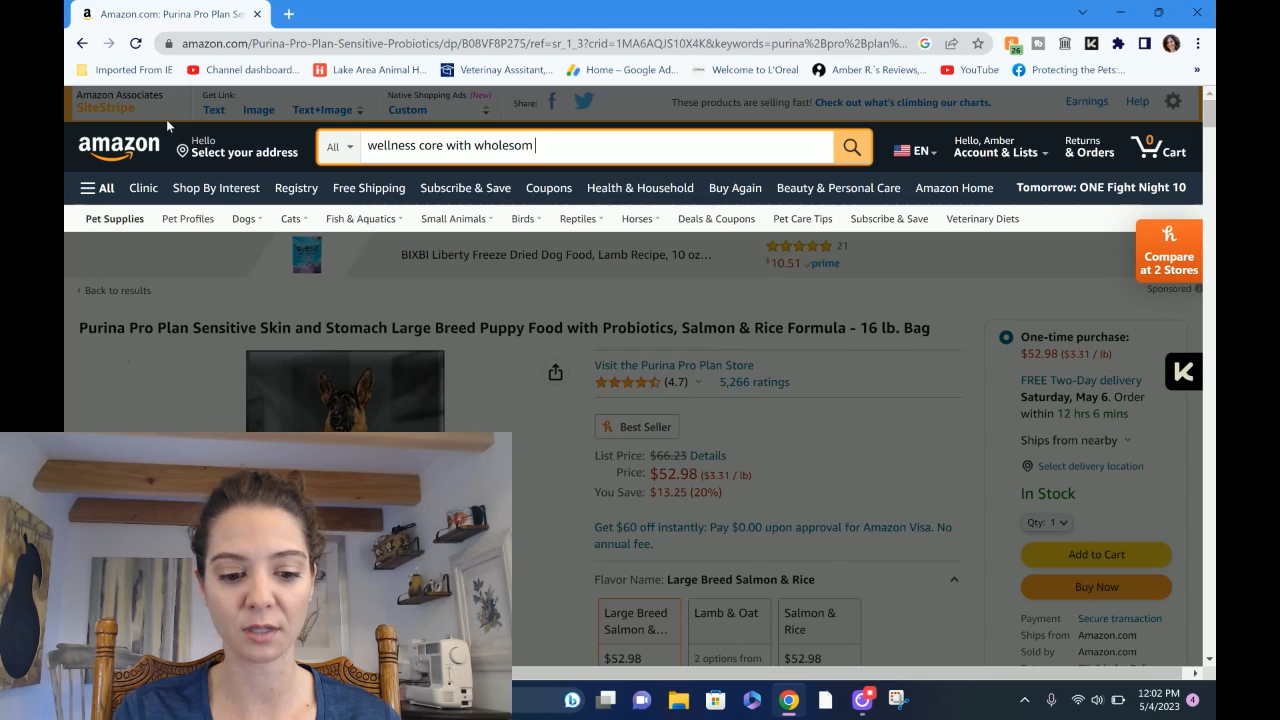 Amazon.com: Purina Pro Plan Se
amazon.com/Purina-Pro-Plan-Sensitive-Probiotics/dp/B08VF8P275/ref=sr_1_3?crid=1MA6AQJS10X4K&keywords=purina%2Bpro%2Bplan%...
26
Imported From IE
Channel dashboard...
Lake Area Animal H...
Veterinay Asssitant,...
Home – Google Ad...
Welcome to L'Oreal
Amber R.'s Reviews,...
YouTube
Protecting the Pets:...
»
Amazon Associates
SiteStripe
Get Link:
Text
Image
Text+Image
Native Shopping Ads (New)
Custom
Share:
These products are selling fast! Check out what's climbing our charts.
Earnings
Help
amazon
Hello
Select your address
All
wellness core with wholesom
EN
Hello, Amber
Account & Lists
Returns
& Orders
0
Cart
All
Clinic
Shop By Interest
Registry
Free Shipping
Subscribe & Save
Coupons
Health & Household
Buy Again
Beauty & Personal Care
Amazon Home
Tomorrow: ONE Fight Night 10
Pet Supplies
Pet Profiles
Dogs
Cats
Fish & Aquatics
Small Animals
Birds
Reptiles
Horses
Deals & Coupons
Pet Care Tips
Subscribe & Save
Veterinary Diets
BIXBI Liberty Freeze Dried Dog Food, Lamb Recipe, 10 oz...
21
$10.51 prime
h
Compare
at 2 Stores
Sponsored
‹ Back to results
Purina Pro Plan Sensitive Skin and Stomach Large Breed Puppy Food with Probiotics, Salmon & Rice Formula - 16 lb. Bag
Visit the Purina Pro Plan Store
(4.7)
5,266 ratings
Best Seller
List Price: $66.23 Details
Price: $52.98 ($3.31 / lb)
You Save: $13.25 (20%)
Get $60 off instantly: Pay $0.00 upon approval for Amazon Visa. No
annual fee.
Flavor Name: Large Breed Salmon & Rice
Large Breed
Salmon &...
$52.98
Lamb & Oat
2 options from
Salmon &
Rice
$52.98
One-time purchase:
$52.98 ($3.31 / lb)
FREE Two-Day delivery
Saturday, May 6. Order
within 12 hrs 6 mins
Ships from nearby
Select delivery location
In Stock
Qty: 1
Add to Cart
Buy Now
Payment Secure transaction
Ships from Amazon.com
Sold by Amazon.com
K
12:02 PM
5/4/2023
4